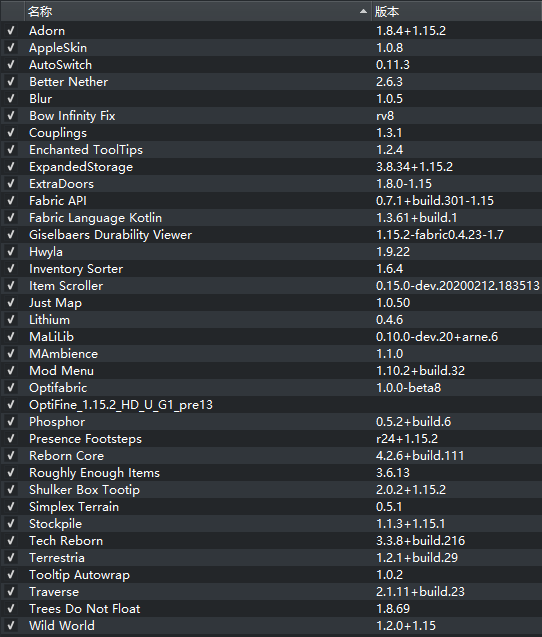 名称 版本
Adorn 1.8.4+1.15.2
AppleSkin 1.0.8
AutoSwitch 0.11.3
Better Nether 2.6.3
Blur 1.0.5
Bow Infinity Fix rv8
Couplings 1.3.1
Enchanted ToolTips 1.2.4
ExpandedStorage 3.8.34+1.15.2
ExtraDoors 1.8.0-1.15
Fabric API 0.7.1+build.301-1.15
Fabric Language Kotlin 1.3.61+build.1
Giselbaers Durability Viewer 1.15.2-fabric0.4.23-1.7
Hwyla 1.9.22
Inventory Sorter 1.6.4
Item Scroller 0.15.0-dev.20200212.183513
Just Map 1.0.50
Lithium 0.4.6
MaLiLib 0.10.0-dev.20+arne.6
MAmbience 1.1.0
Mod Menu 1.10.2+build.32
Optifabric 1.0.0-beta8
OptiFine_1.15.2_HD_U_G1_pre13
Phosphor 0.5.2+build.6
Presence Footsteps r24+1.15.2
Reborn Core 4.2.6+build.111
Roughly Enough Items 3.6.13
Shulker Box Tootip 2.0.2+1.15.2
Simplex Terrain 0.5.1
Stockpile 1.1.3+1.15.1
Tech Reborn 3.3.8+build.216
Terrestria 1.2.1+build.29
Tooltip Autowrap 1.0.2
Traverse 2.1.11+build.23
Trees Do Not Float 1.8.69
Wild World 1.2.0+1.15